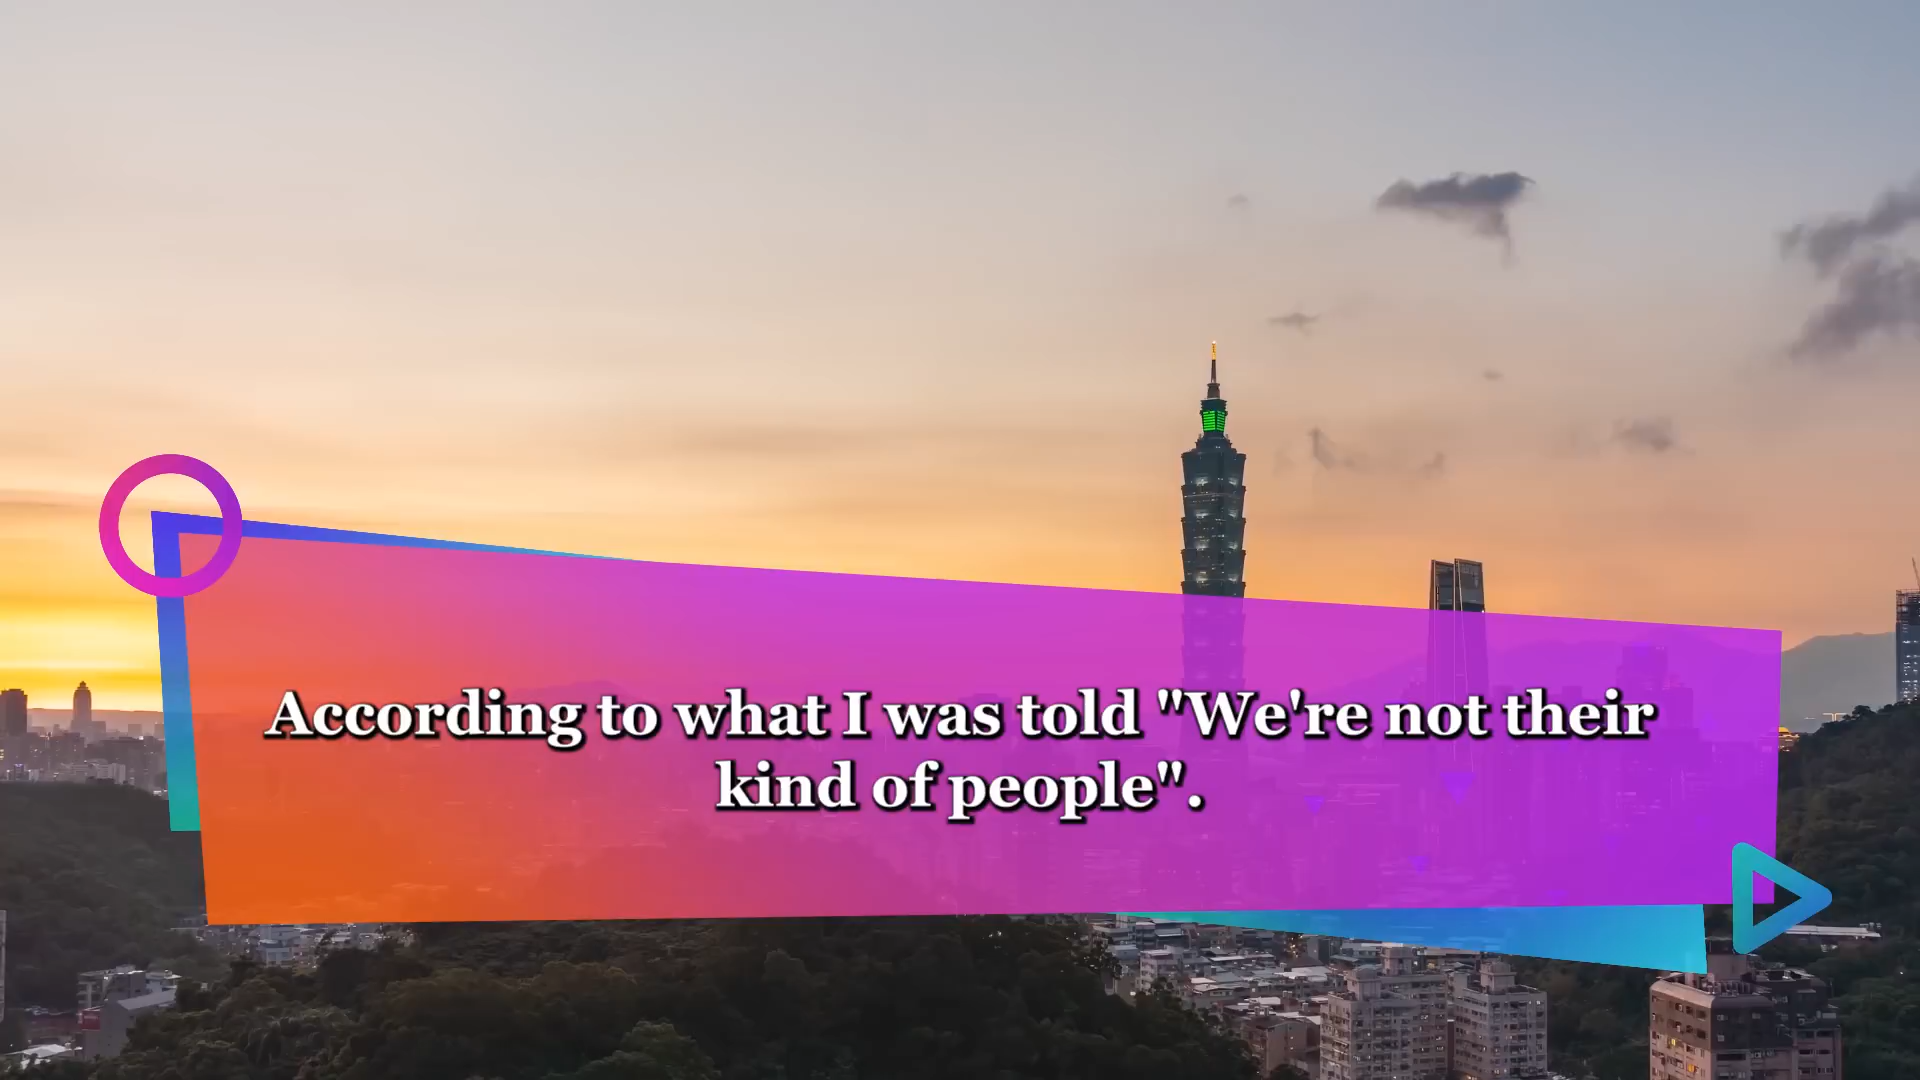 According to what I was told "We're not their
kind of people".